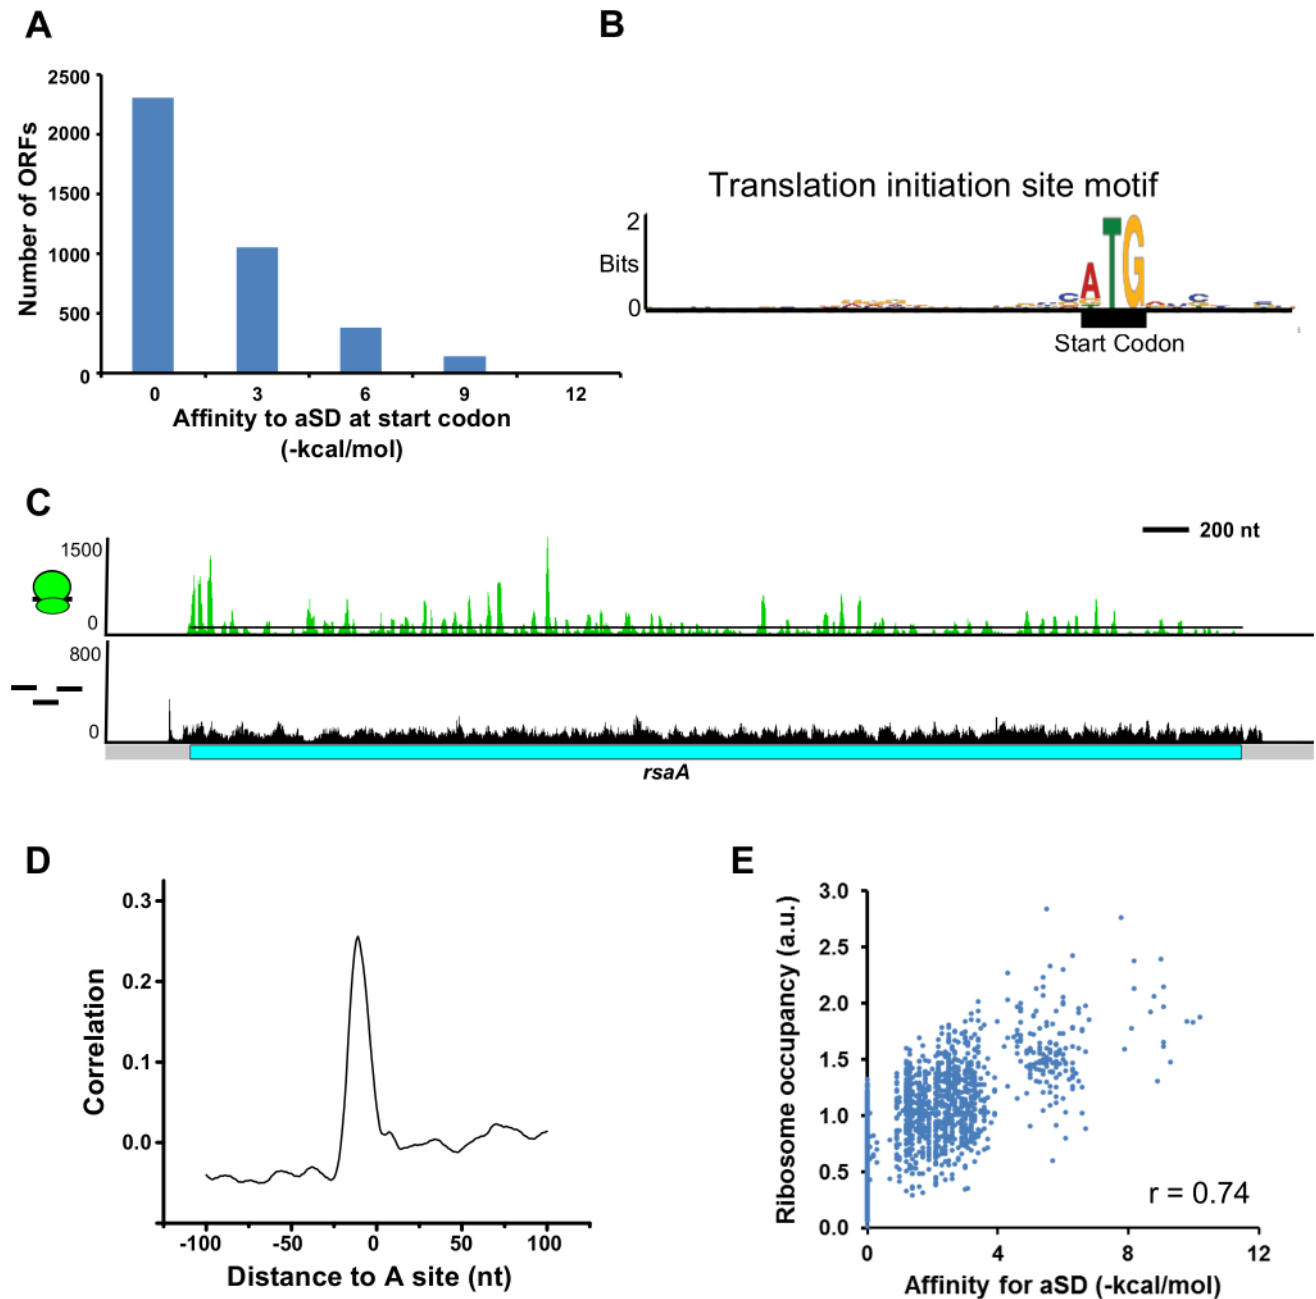 A
2500
2000
1500
1000
500
0
Number of ORFs
0 3 6 9 12
Affinity to aSD at start codon
(-kcal/mol)
B
Translation initiation site motif
2
Bits
0
C A T G C
Start Codon
C
200 nt
1500
0
800
0
rsaA
D
0.3
0.2
0.1
0.0
Correlation
-100 -50 0 50 100
Distance to A site (nt)
E
3.0
2.5
2.0
1.5
1.0
0.5
0.0
Ribosome occupancy (a.u.)
r = 0.74
0 4 8 12
Affinity for aSD (-kcal/mol)